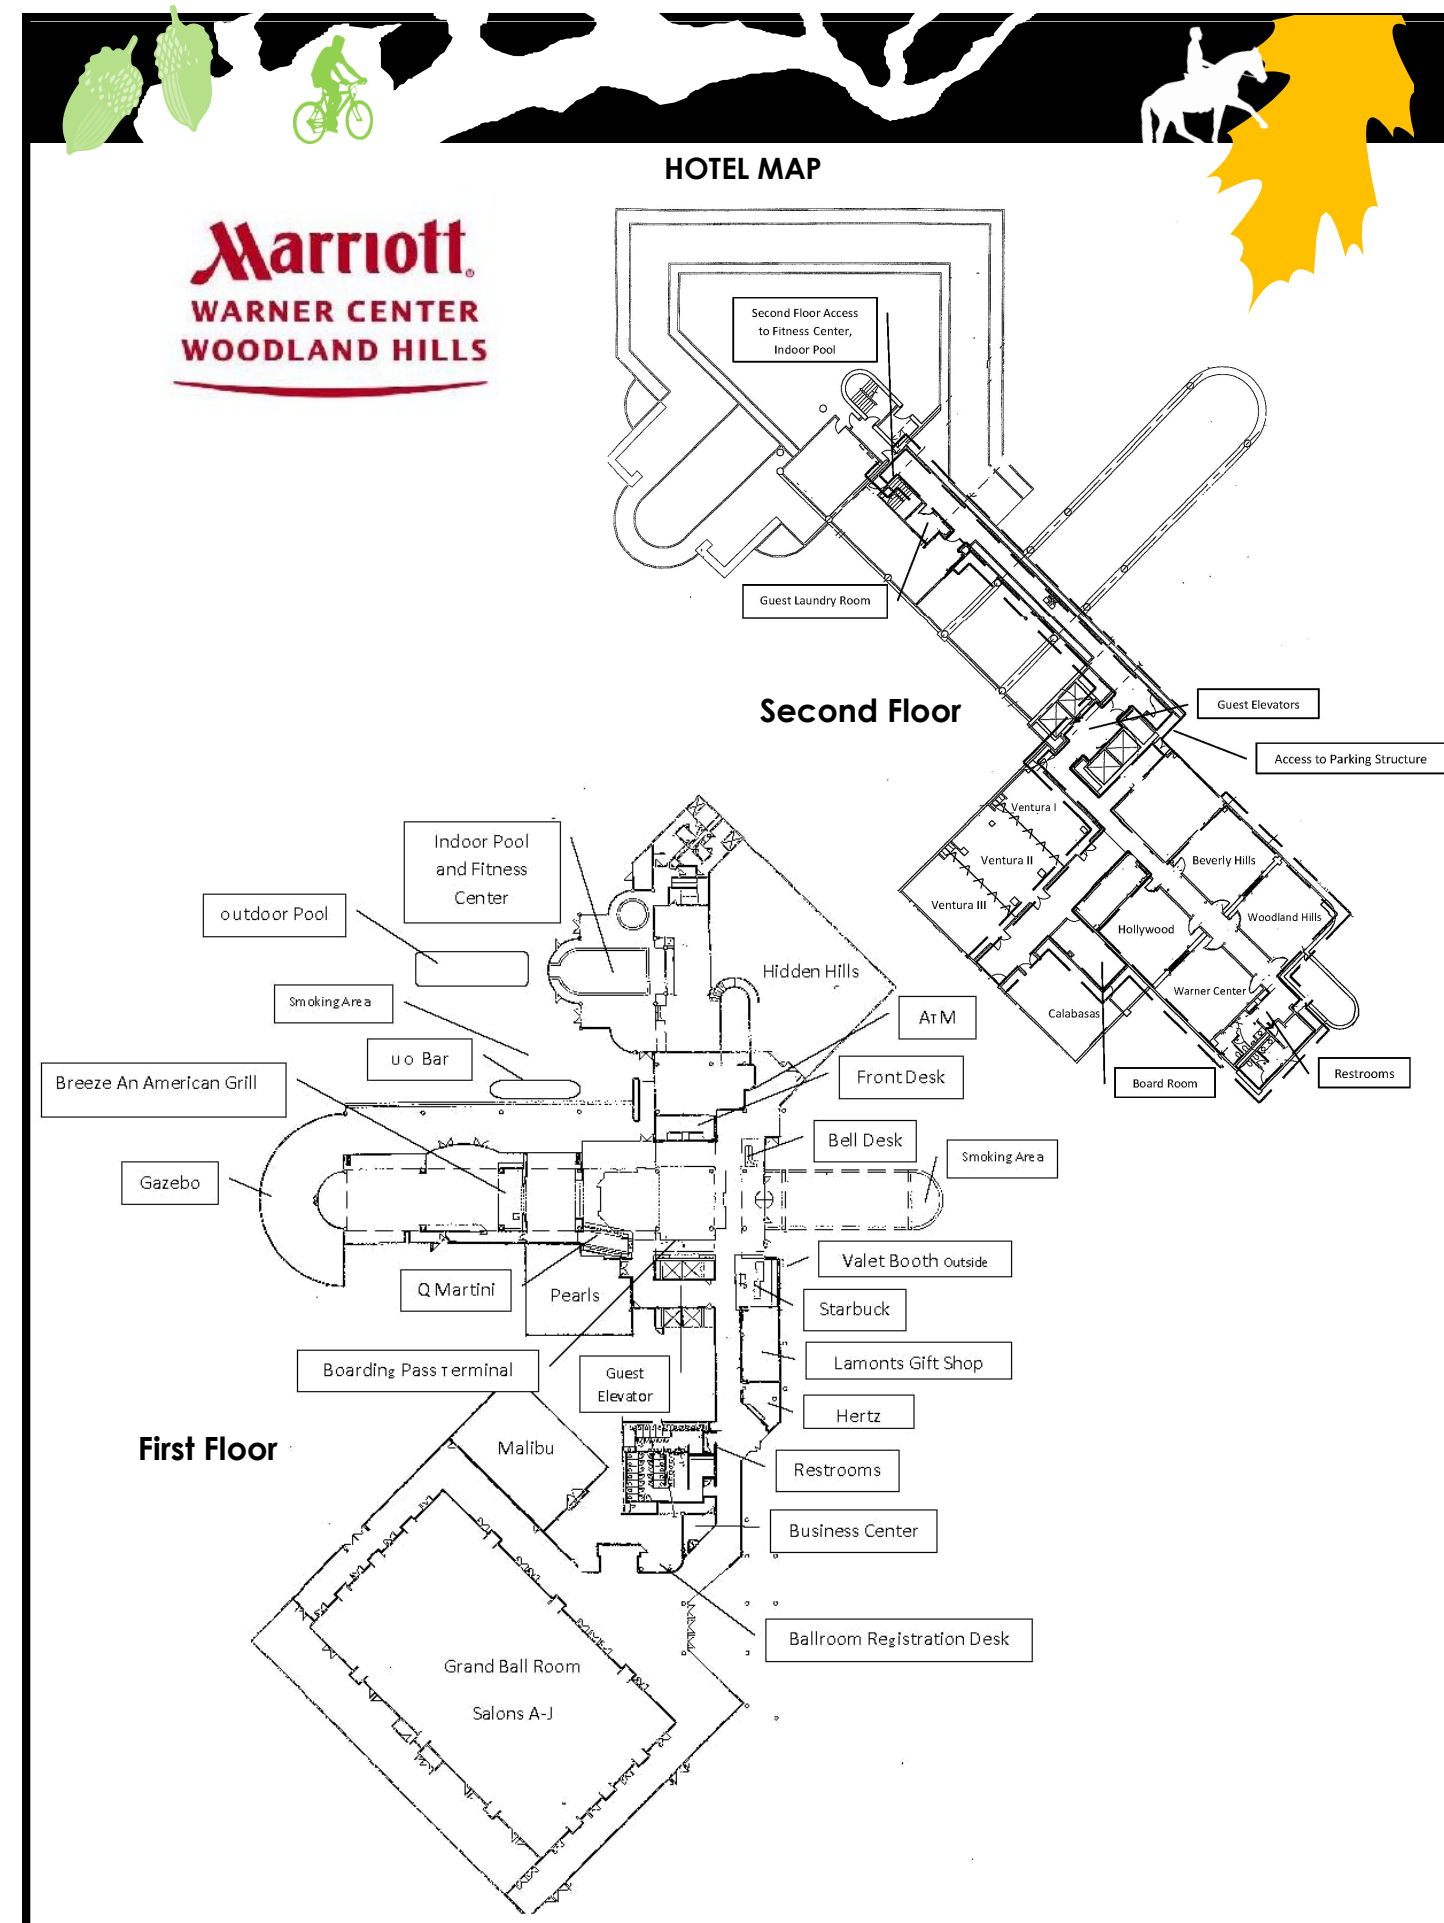 HOTEL MAP
Marriott
WARNER CENTER
WOODLAND HILLS
Second Floor Access
to Fitness Center,
Indoor Pool
Guest Laundry Room
Second Floor
Guest Elevators
Access to Parking Structure
Ventura I
Ventura II
Ventura III
Beverly Hills
Woodland Hills
Hollywood
Warner Center
Calabasas
Board Room
Restrooms
Indoor Pool
and Fitness
Center
outdoor Pool
Hidden Hills
Smoking Area
ATM
uo Bar
Front Desk
Breeze An American Grill
Bell Desk
Smoking Area
Gazebo
Valet Booth Outside
Q Martini
Pearls
Starbuck
Boarding Pass Terminal
Guest
Elevator
Lamonts Gift Shop
Hertz
First Floor
Malibu
Restrooms
Business Center
Ballroom Registration Desk
Grand Ball Room
Salons A-J